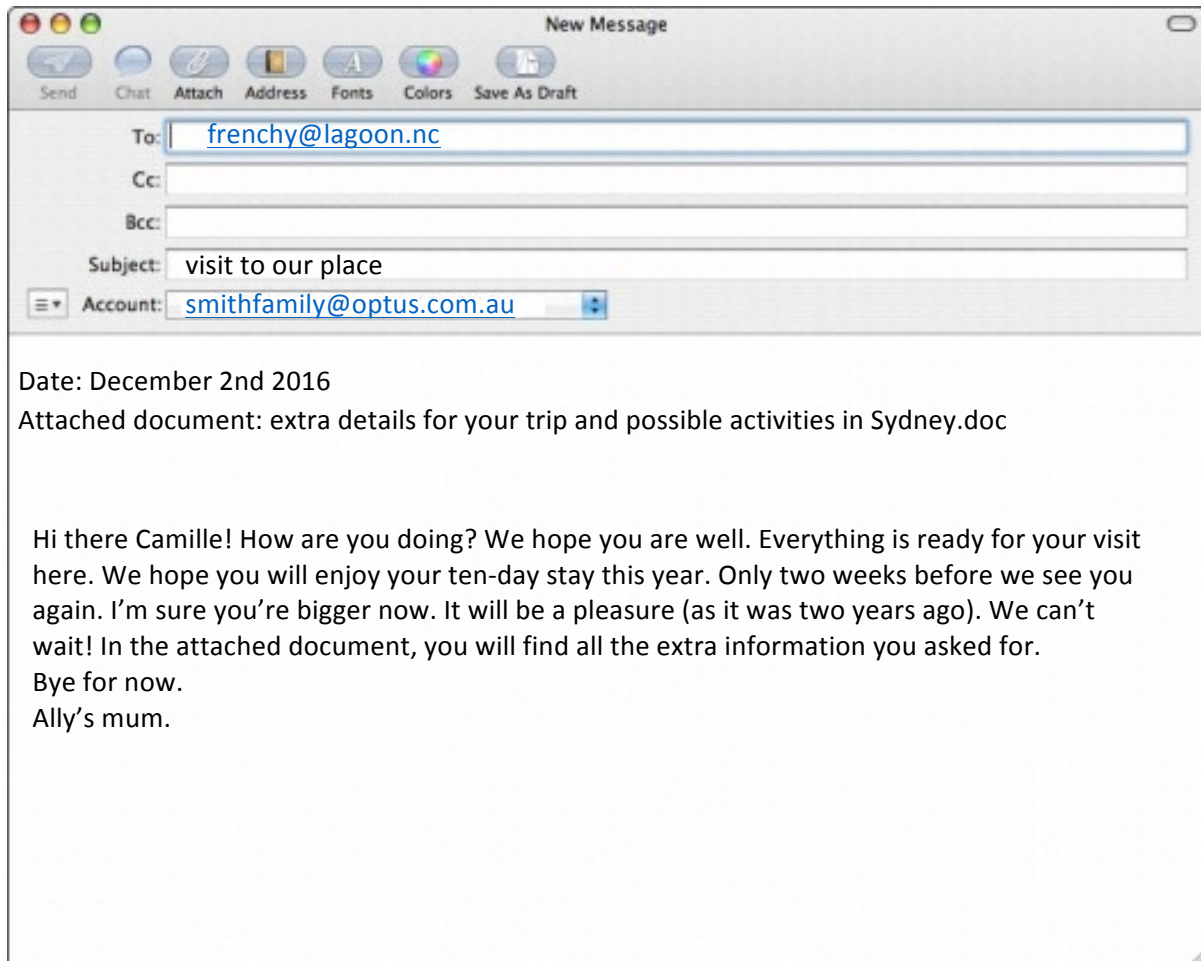 New Message
Send Chat Attach Address Fonts Colors Save As Draft
To: frenchy@lagoon.nc
Cc:
Bcc:
Subject: visit to our place
Account: smithfamily@optus.com.au
Date: December 2nd 2016
Attached document: extra details for your trip and possible activities in Sydney.doc
Hi there Camille! How are you doing? We hope you are well. Everything is ready for your visit
here. We hope you will enjoy your ten-day stay this year. Only two weeks before we see you
again. I’m sure you’re bigger now. It will be a pleasure (as it was two years ago). We can’t
wait! In the attached document, you will find all the extra information you asked for.
Bye for now.
Ally’s mum.